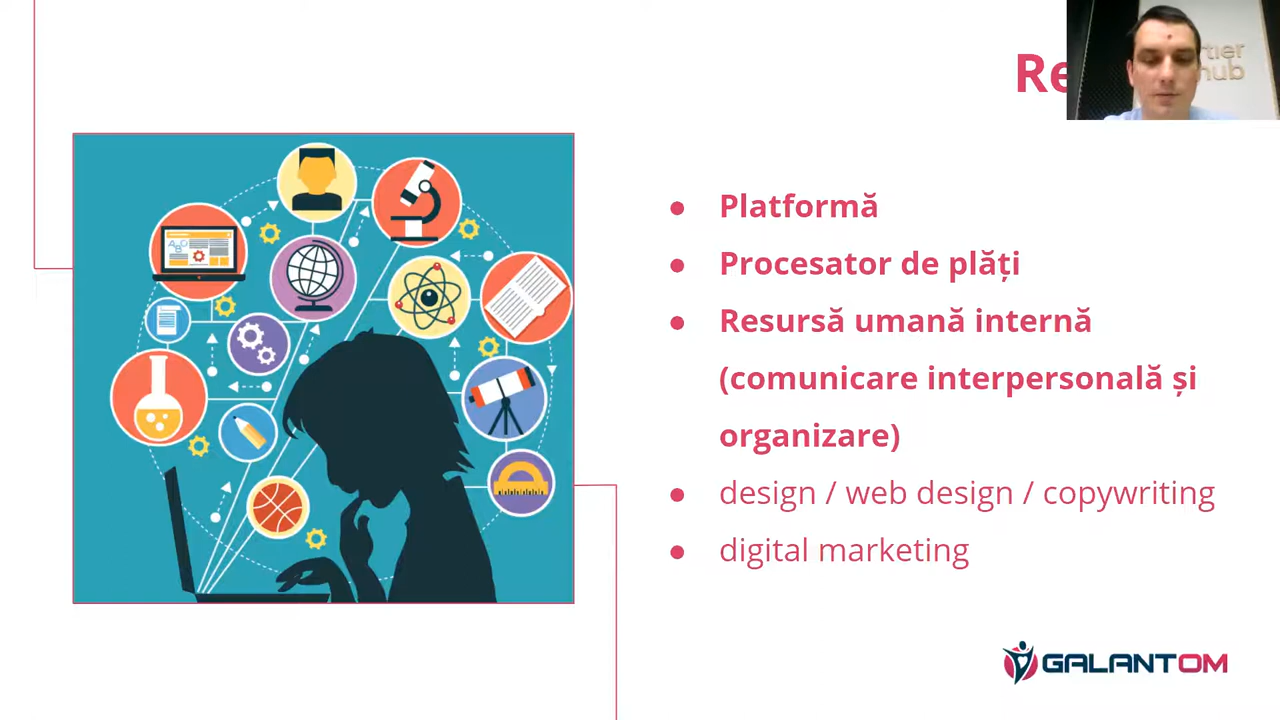 Re
Platformă
Procesator de plăți
Resursă umană internă
(comunicare interpersonală și
organizare)
design / web design / copywriting
digital marketing
GALANTOM
hub